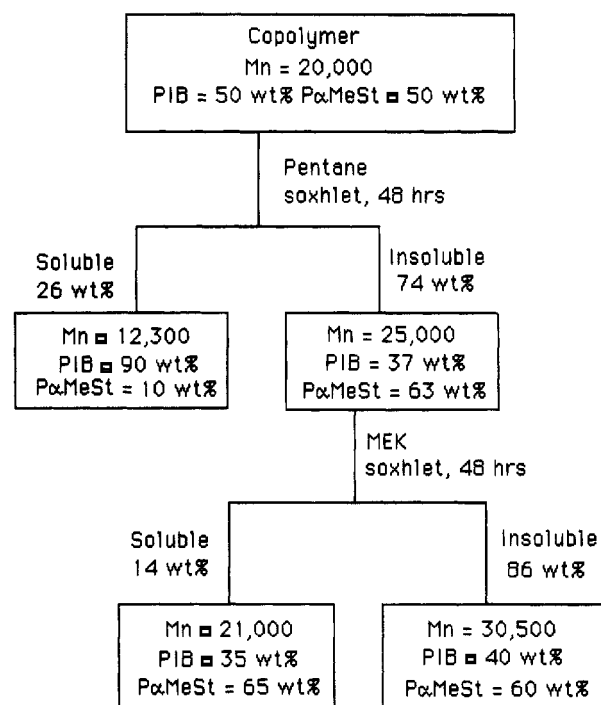 Copolymer
Mn = 20,000
PIB = 50 wt% PαMeSt = 50 wt%
Pentane
soxhlet, 48 hrs
Soluble
26 wt%
Insoluble
74 wt%
Mn = 12,300
PIB = 90 wt%
PαMeSt = 10 wt%
Mn = 25,000
PIB = 37 wt%
PαMeSt = 63 wt%
MEK
soxhlet, 48 hrs
Soluble
14 wt%
Insoluble
86 wt%
Mn = 21,000
PIB = 35 wt%
PαMeSt = 65 wt%
Mn = 30,500
PIB = 40 wt%
PαMeSt = 60 wt%